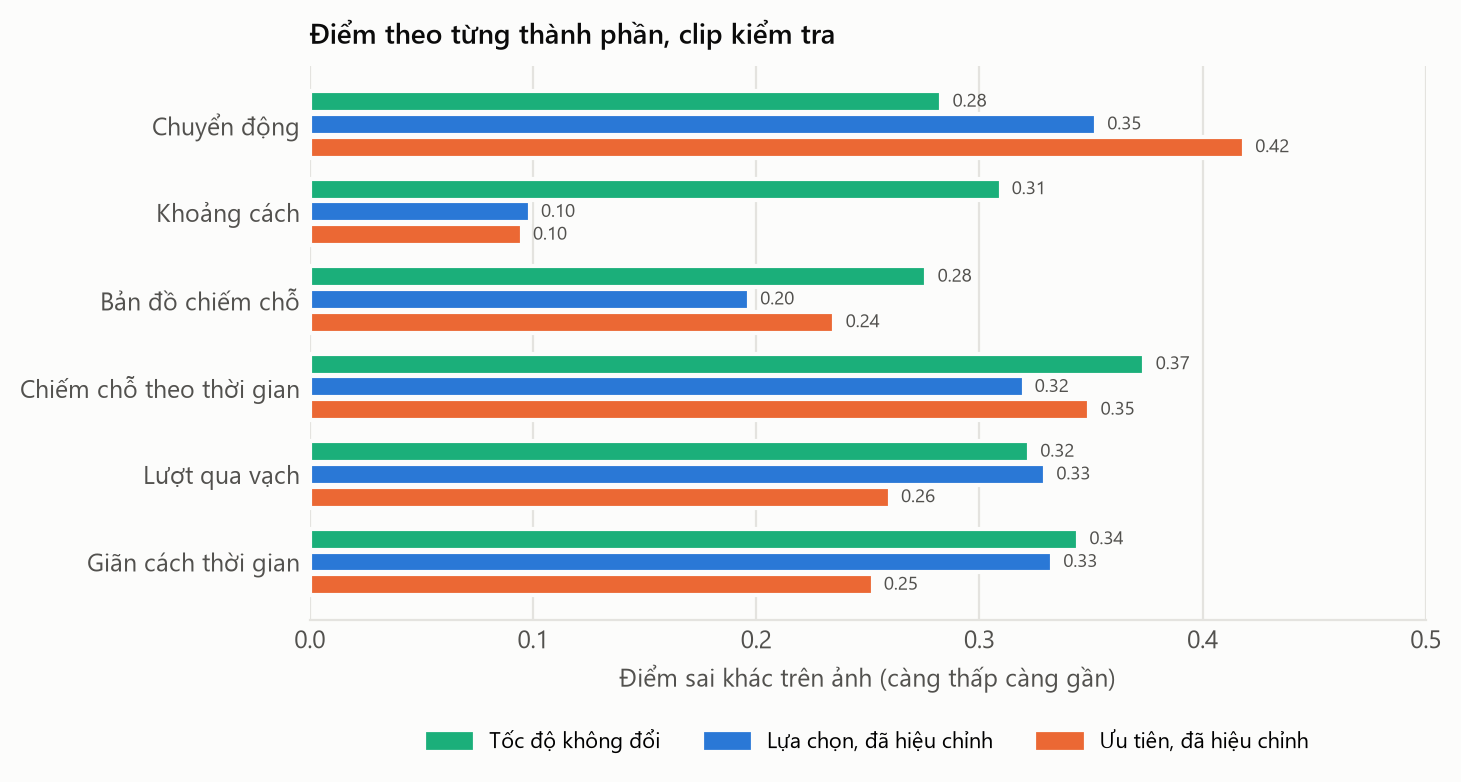 Điểm theo từng thành phần, clip kiểm tra
Chuyển động
0.28
0.35
0.42
Khoảng cách
0.31
0.10
0.10
Bản đồ chiếm chỗ
0.28
0.20
0.24
Chiếm chỗ theo thời gian
0.37
0.32
0.35
Lượt qua vạch
0.32
0.33
0.26
Giãn cách thời gian
0.34
0.33
0.25
0.0 0.1 0.2 0.3 0.4 0.5
Điểm sai khác trên ảnh (càng thấp càng gần)
Tốc độ không đổi Lựa chọn, đã hiệu chỉnh Ưu tiên, đã hiệu chỉnh